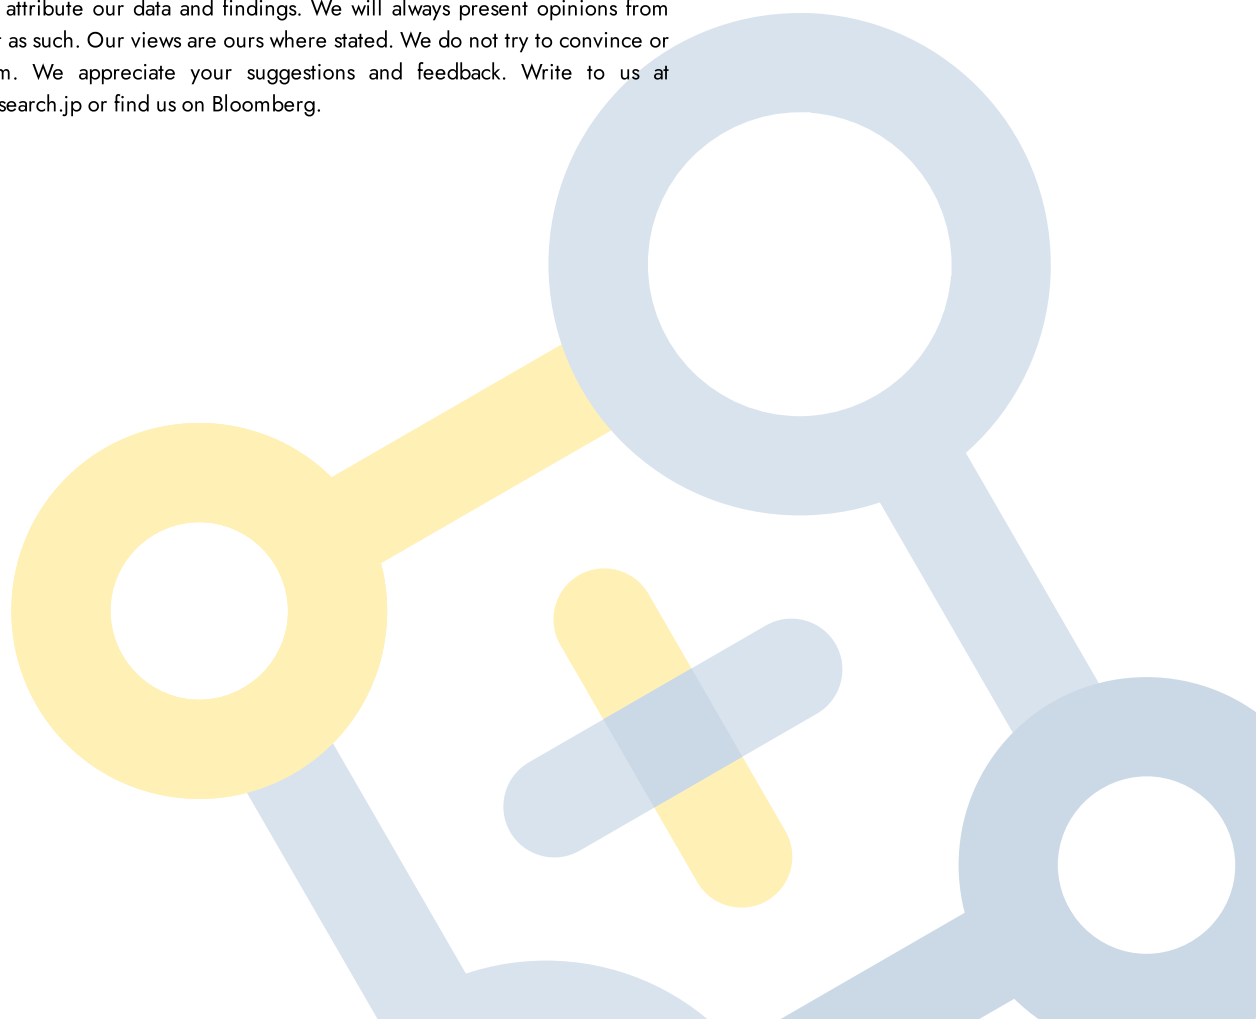 attribute our data and findings. We will always present opinions from
as such. Our views are ours where stated. We do not try to convince or
We appreciate your suggestions and feedback. Write to us at
search.jp or find us on Bloomberg.